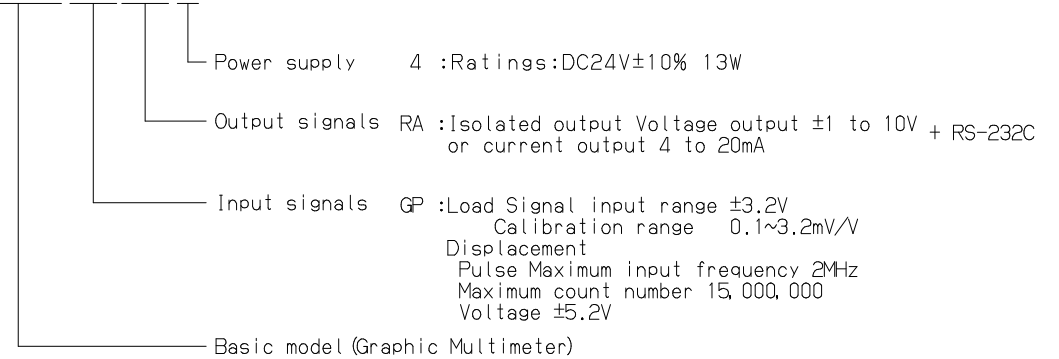 Power supply 4 :Ratings:DC24V±10% 13W
Output signals RA :Isolated output Voltage output ±1 to 10V + RS-232C
or current output 4 to 20mA
Input signals GP :Load Signal input range ±3.2V
Calibration range 0.1~3.2mV/V
Displacement
Pulse Maximum input frequency 2MHz
Maximum count number 15,000,000
Voltage ±5.2V
Basic model(Graphic Multimeter)